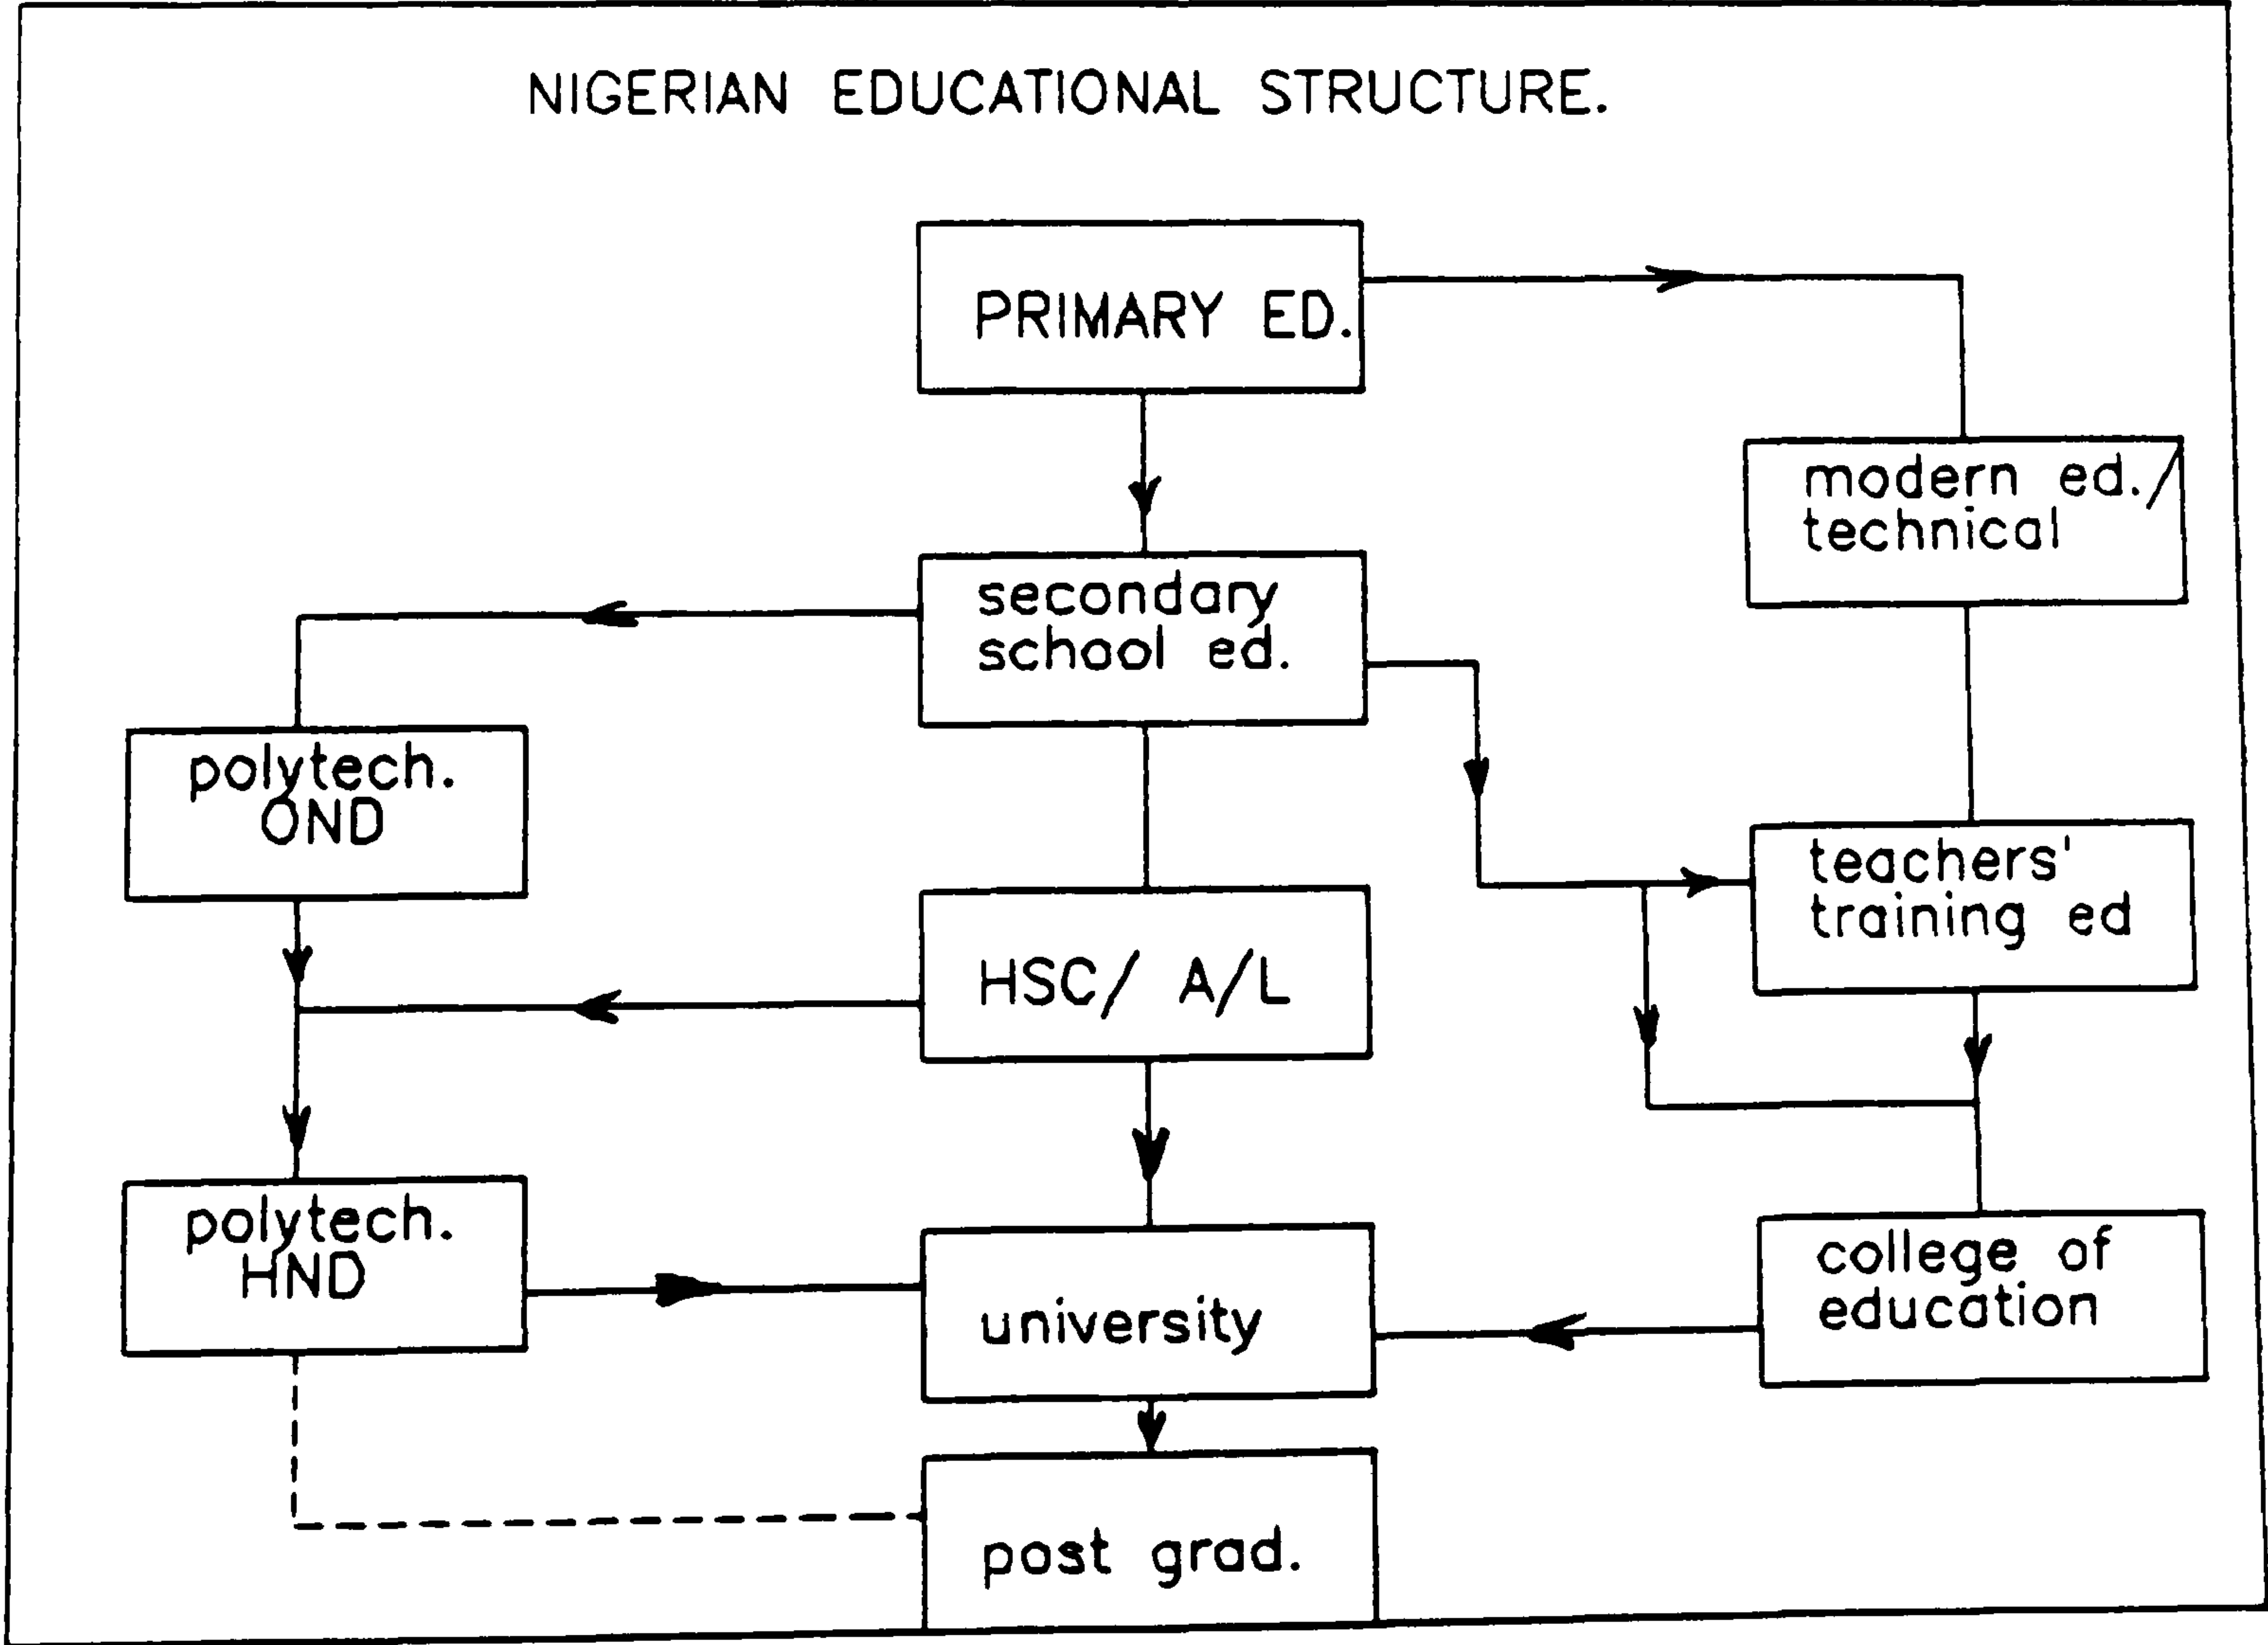 NIGERIAN EDUCATIONAL STRUCTURE.
PRIMARY ED.
modern ed./
technical
secondary
school ed.
polytech.
OND
teachers'
training ed
HSC/ A/L
polytech.
HND
university
college of
education
post grad.